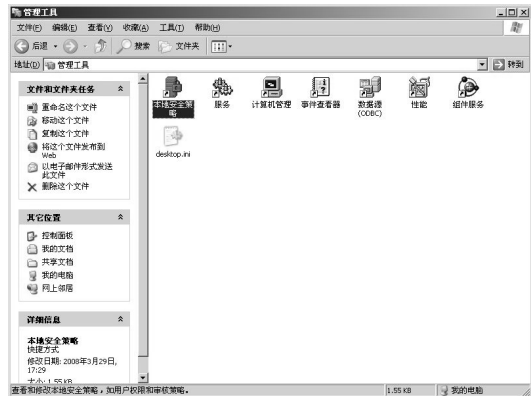 管理工具
文件(F) 编辑(E) 查看(V) 收藏(A) 工具(T) 帮助(H)
后退 搜索 文件夹
地址(D) 管理工具 转到
文件和文件夹任务
重命名这个文件
移动这个文件
复制这个文件
将这个文件发布到
Web
以电子邮件形式发送
此文件
删除这个文件
其它位置
控制面板
我的文档
共享文档
我的电脑
网上邻居
详细信息
本地安全策略
快捷方式
修改日期: 2008年3月29日,
17:29
大小: 1.55 KB
本地安全策
略
服务
计算机管理
事件查看器
数据源
(ODBC)
性能
组件服务
desktop.ini
查看和修改本地安全策略，如用户权限和审核策略。 1.55 KB 我的电脑